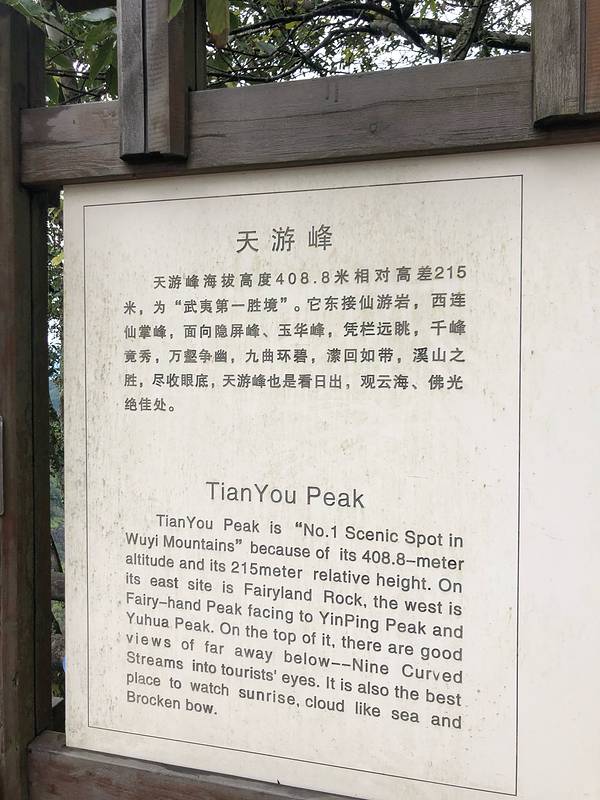 天游峰
天游峰海拔高度408.8米相对高差215
米，为“武夷第一胜境”。它东接仙游岩，西连
仙掌峰，面向隐屏峰、玉华峰，凭栏远眺，千峰
竞秀，万壑争幽，九曲环碧，潆回如带，溪山之
胜，尽收眼底，天游峰也是看日出，观云海、佛光
绝佳处。
TianYou Peak
TianYou Peak is “No.1 Scenic Spot in
Wuyi Mountains” because of its 408.8-meter
altitude and its 215meter relative height. On
its east site is Fairyland Rock, the west is
Fairy-hand Peak facing to YinPing Peak and
Yuhua Peak. On the top of it, there are good
views of far away below--Nine Curved
Streams into tourists' eyes. It is also the best
place to watch sunrise, cloud like sea and
Brocken bow.